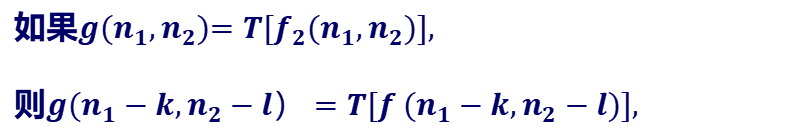 如果g(n₁,n₂)= T[f₂(n₁,n₂)],
则g(n₁ − k,n₂ − l) = T[f (n₁ − k,n₂ − l)],